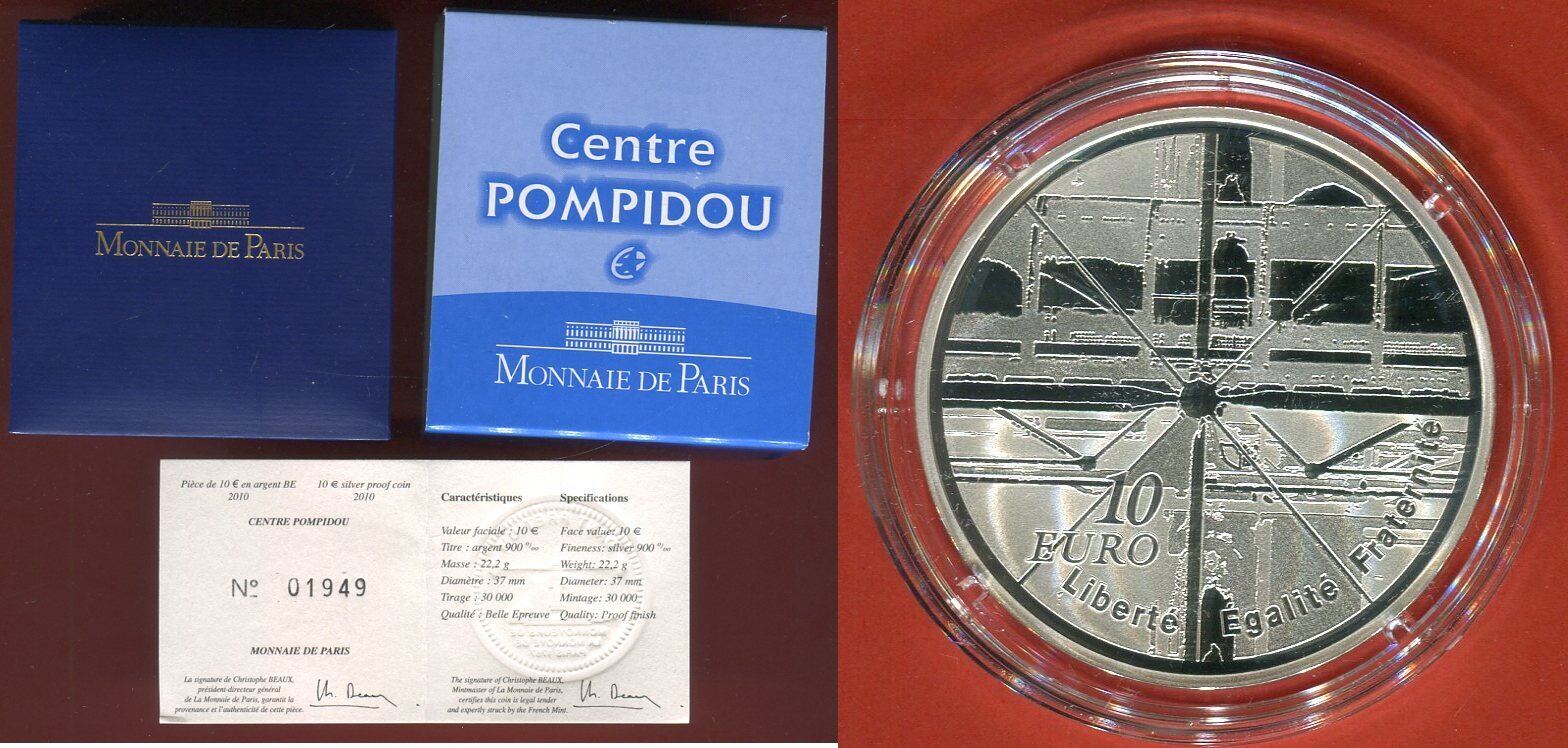 MONNAIE DE PARIS
Centre
POMPIDOU
MONNAIE DE PARIS
Pièce de 10 € en argent BE
2010
10 € silver proof coin
2010
CENTRE POMPIDOU
Nº 01949
MONNAIE DE PARIS
La signature de Christophe BEAUX,
président-directeur général
de La Monnaie de Paris, garantit la
provenance et l'authenticité de cette pièce.
Caractéristiques
Valeur faciale : 10 €
Titre : argent 900 ‰
Masse : 22,2 g
Diamètre : 37 mm
Tirage : 30 000
Qualité : Belle Epreuve
Specifications
Face value: 10 €
Fineness: silver 900 ‰
Weight: 22,2 g
Diameter: 37 mm
Mintage: 30 000
Quality: Proof finish
The signature of Christophe BEAUX,
Mintmaster of La Monnaie de Paris,
certifies this coin is legal tender
and expertly struck by the French Mint.
10
EURO
Liberté Égalité Fraternité